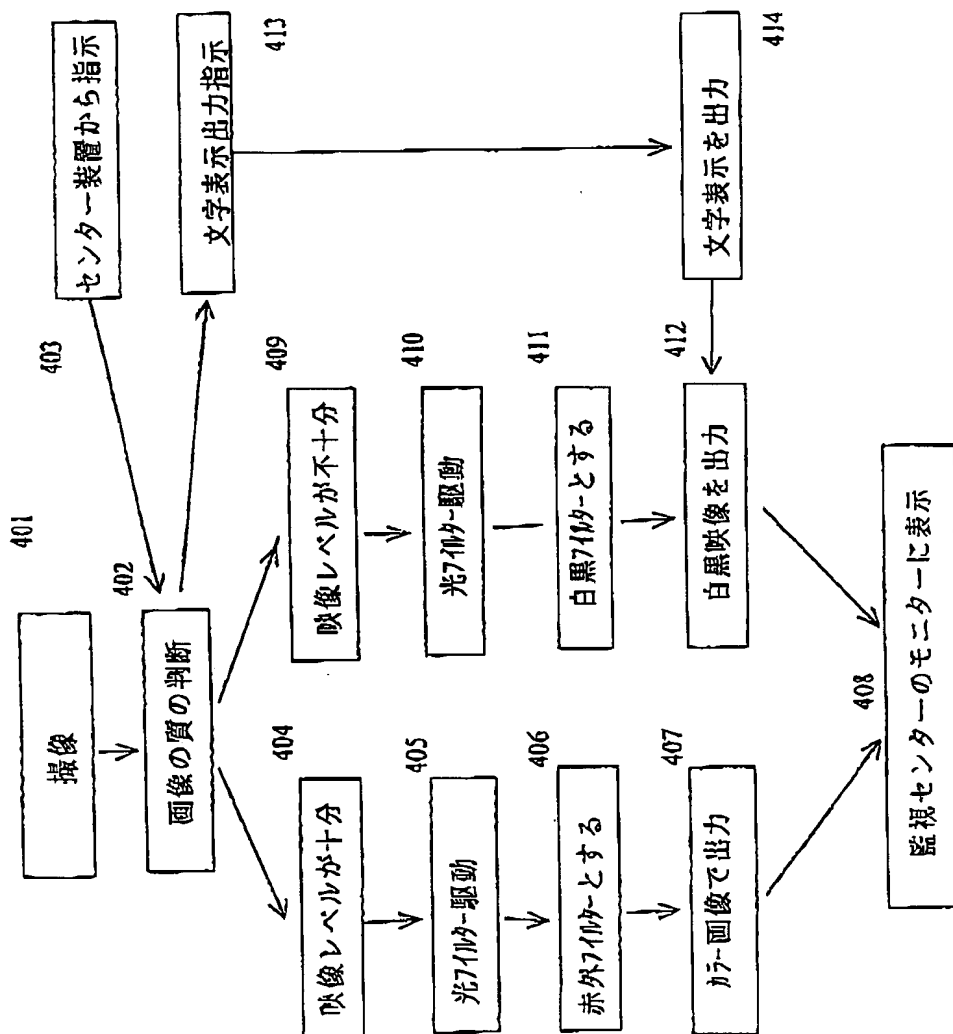 401
撮像
402
画像の質の判断
403
センター装置から指示
404
映像レベルが十分
405
光フィルター駆動
406
赤外フィルターとする
407
カラー画像で出力
408
監視センターのモニターに表示
409
映像レベルが不十分
410
光フィルター駆動
411
白黒フィルターとする
412
白黒映像を出力
413
文字表示出力指示
414
文字表示を出力